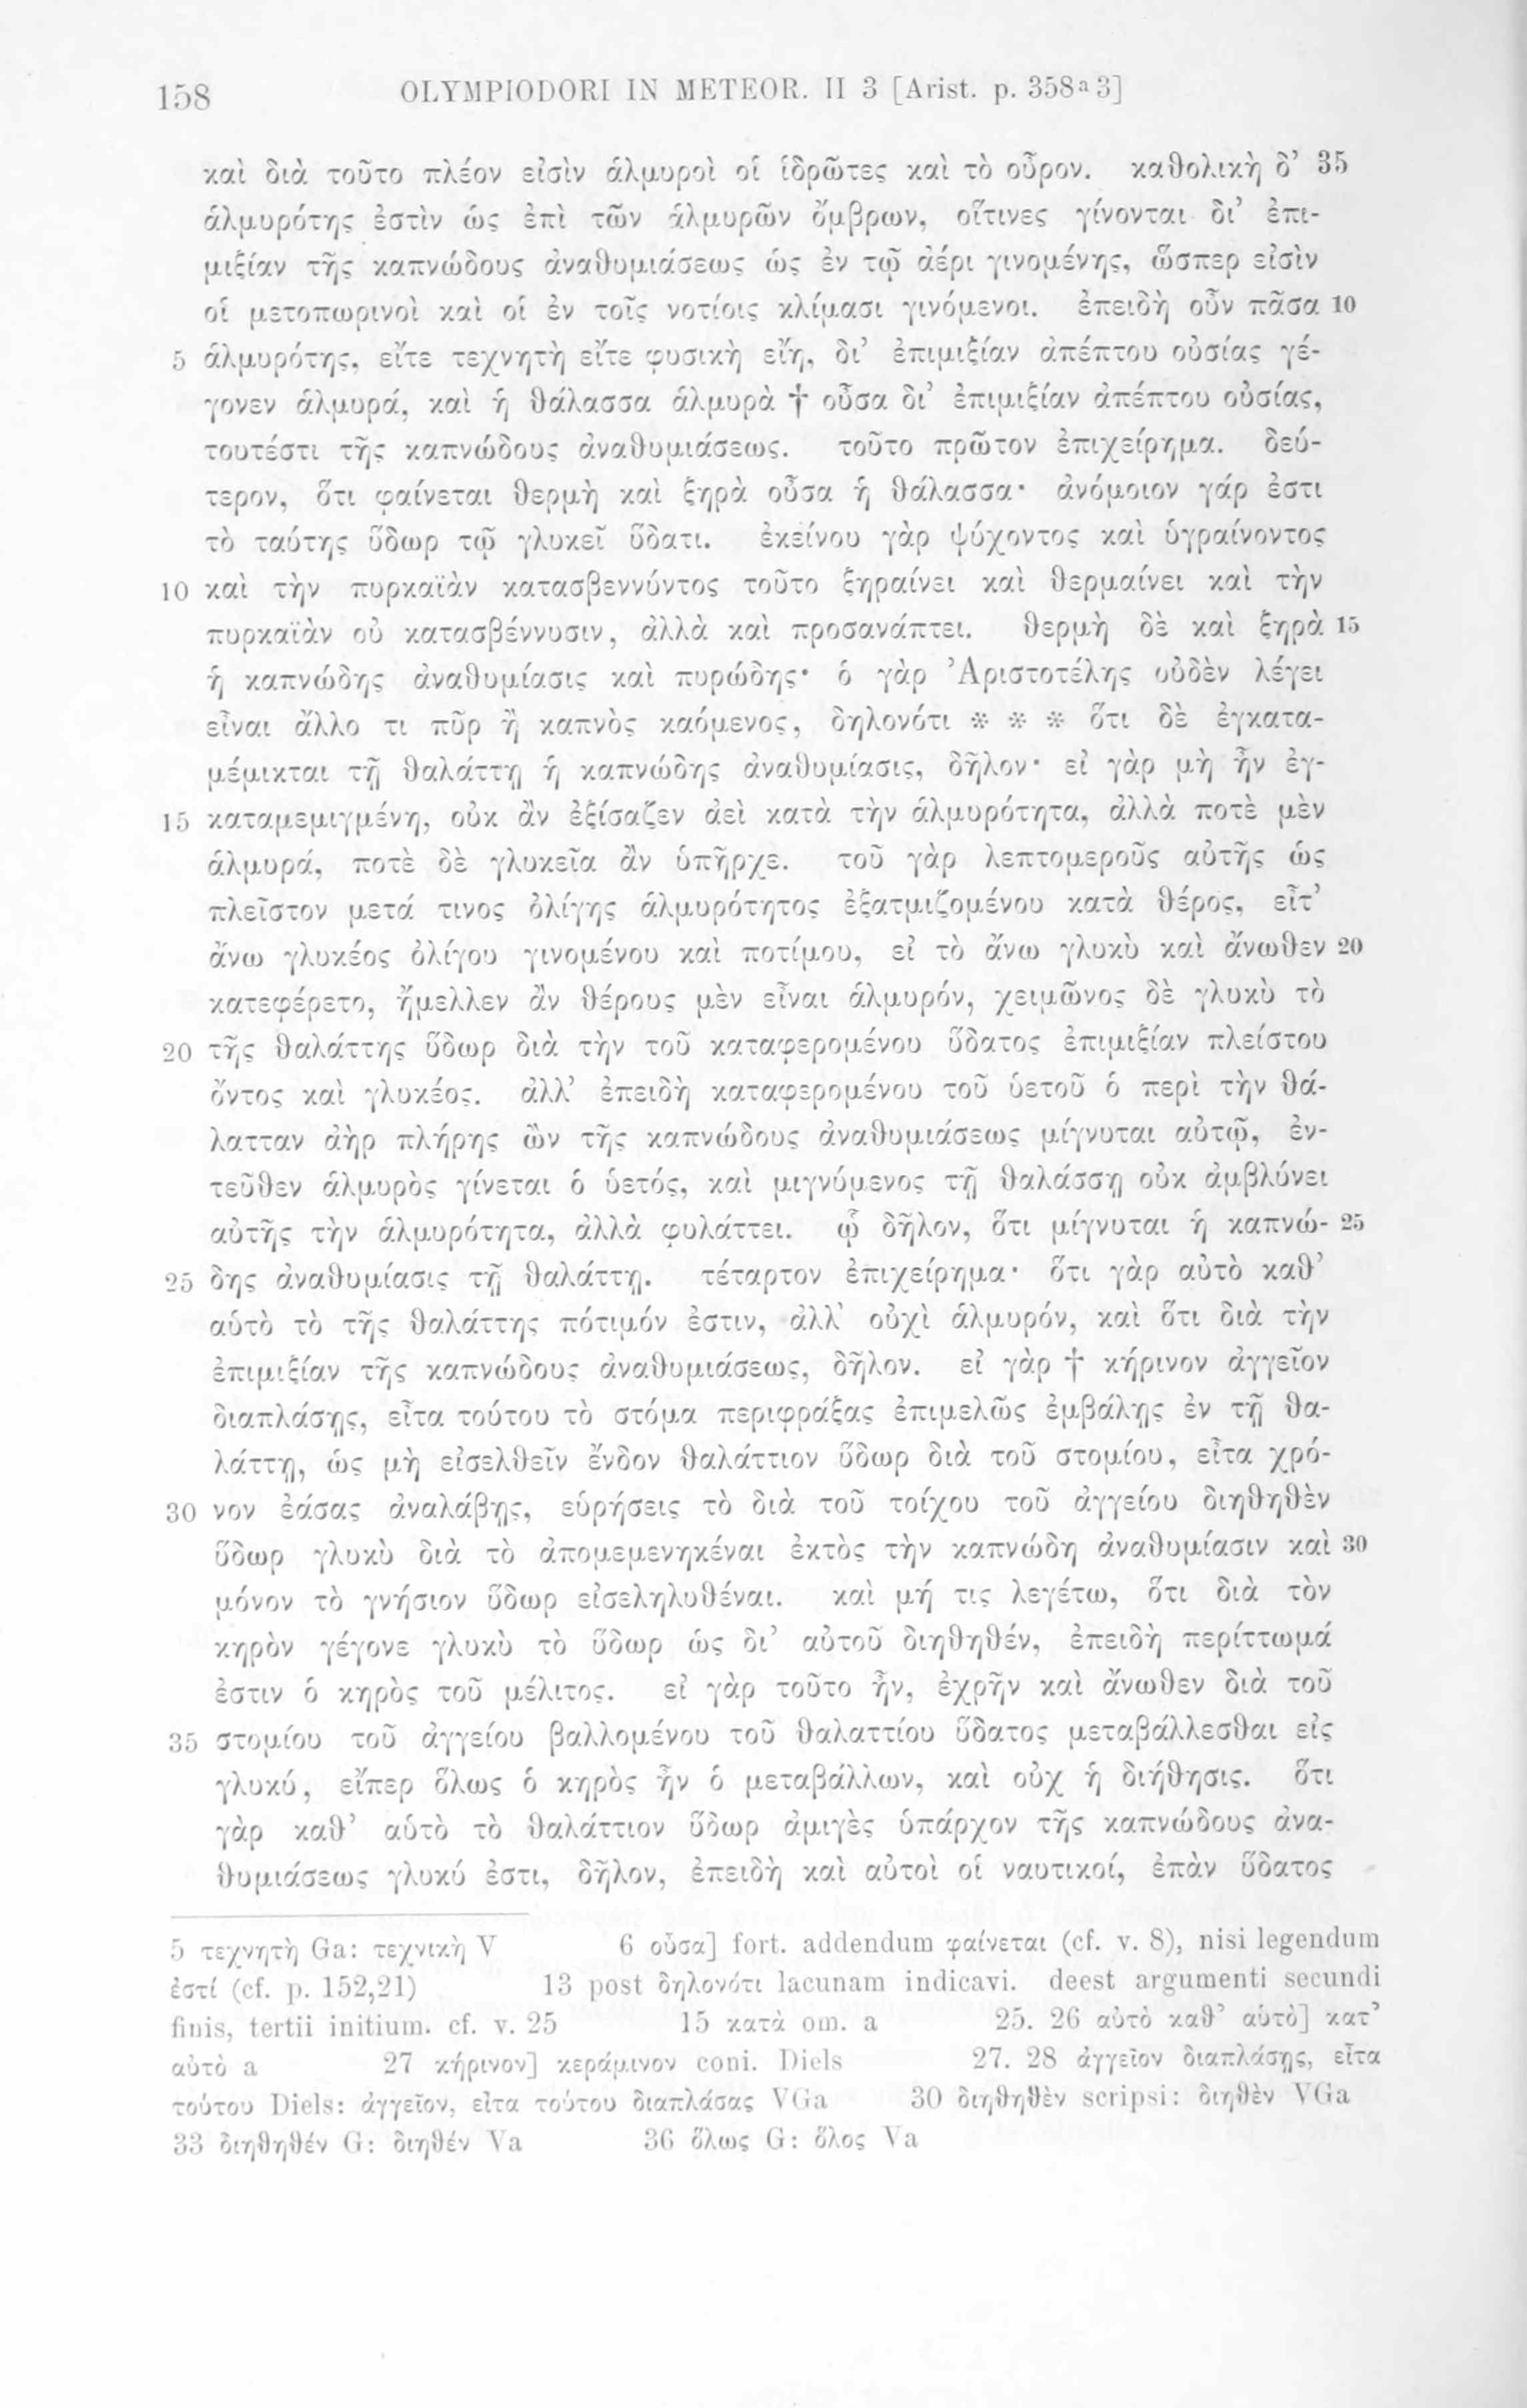 158 OLYMPIODORI IN METEOR. II 3 [Arist. p. 358ª 3]
καὶ διὰ τοῦτο πλέον εἰσὶν ἁλμυροὶ οἱ ἱδρῶτες καὶ τὸ οὖρον. καθολικὴ δ’ 35
ἁλμυρότης ἐστὶν ὡς ἐπὶ τῶν ἁλμυρῶν ὄμβρων, οἵτινες γίνονται δι’ ἐπι-
μιξίαν τῆς καπνώδους ἀναθυμιάσεως ὡς ἐν τῷ ἀέρι γινομένης, ὥσπερ εἰσὶν
οἱ μετοπωρινοὶ καὶ οἱ ἐν τοῖς νοτίοις κλίμασι γινόμενοι. ἐπειδὴ οὖν πᾶσα 10
5 ἁλμυρότης, εἴτε τεχνητὴ εἴτε φυσικὴ εἴη, δι’ ἐπιμιξίαν ἀπέπτου οὐσίας γέ-
γονεν ἁλμυρά, καὶ ἡ θάλασσα ἁλμυρὰ † οὖσα δι’ ἐπιμιξίαν ἀπέπτου οὐσίας,
τουτέστι τῆς καπνώδους ἀναθυμιάσεως. τοῦτο πρῶτον ἐπιχείρημα. δεύ-
τερον, ὅτι φαίνεται θερμὴ καὶ ξηρὰ οὖσα ἡ θάλασσα· ἀνόμοιον γάρ ἐστι
τὸ ταύτης ὕδωρ τῷ γλυκεῖ ὕδατι. ἐκείνου γὰρ ψύχοντος καὶ ὑγραίνοντος
10 καὶ τὴν πυρκαϊὰν κατασβεννύντος τοῦτο ξηραίνει καὶ θερμαίνει καὶ τὴν
πυρκαϊὰν οὐ κατασβέννυσιν, ἀλλὰ καὶ προσανάπτει. θερμὴ δὲ καὶ ξηρὰ 15
ἡ καπνώδης ἀναθυμίασις καὶ πυρώδης· ὁ γὰρ Ἀριστοτέλης οὐδὲν λέγει
εἶναι ἄλλο τι πῦρ ἢ καπνὸς καόμενος, δηλονότι * * * ὅτι δὲ ἐγκατα-
μέμικται τῇ θαλάττῃ ἡ καπνώδης ἀναθυμίασις, δῆλον· εἰ γὰρ μὴ ἦν ἐγ-
15 καταμεμιγμένη, οὐκ ἂν ἐξίσαζεν ἀεὶ κατὰ τὴν ἁλμυρότητα, ἀλλὰ ποτὲ μὲν
ἁλμυρά, ποτὲ δὲ γλυκεῖα ἂν ὑπῆρχε. τοῦ γὰρ λεπτομεροῦς αὐτῆς ὡς
πλεῖστον μετά τινος ὀλίγης ἁλμυρότητος ἐξατμιζομένου κατὰ θέρος, εἶτ’
ἄνω γλυκέος ὀλίγου γινομένου καὶ ποτίμου, εἰ τὸ ἄνω γλυκὺ καὶ ἄνωθεν 20
κατεφέρετο, ἤμελλεν ἂν θέρους μὲν εἶναι ἁλμυρόν, χειμῶνος δὲ γλυκὺ τὸ
20 τῆς θαλάττης ὕδωρ διὰ τὴν τοῦ καταφερομένου ὕδατος ἐπιμιξίαν πλείστου
ὄντος καὶ γλυκέος. ἀλλ’ ἐπειδὴ καταφερομένου τοῦ ὑετοῦ ὁ περὶ τὴν θά-
λατταν ἀὴρ πλήρης ὢν τῆς καπνώδους ἀναθυμιάσεως μίγνυται αὐτῷ, ἐν-
τεῦθεν ἁλμυρὸς γίνεται ὁ ὑετός, καὶ μιγνύμενος τῇ θαλάσσῃ οὐκ ἀμβλύνει
αὐτῆς τὴν ἁλμυρότητα, ἀλλὰ φυλάττει. ᾧ δῆλον, ὅτι μίγνυται ἡ καπνώ- 25
25 δης ἀναθυμίασις τῇ θαλάττῃ. τέταρτον ἐπιχείρημα· ὅτι γὰρ αὐτὸ καθ’
αὑτὸ τὸ τῆς θαλάττης πότιμόν ἐστιν, ἀλλ’ οὐχὶ ἁλμυρόν, καὶ ὅτι διὰ τὴν
ἐπιμιξίαν τῆς καπνώδους ἀναθυμιάσεως, δῆλον. εἰ γὰρ † κήρινον ἀγγεῖον
διαπλάσῃς, εἶτα τούτου τὸ στόμα περιφράξας ἐπιμελῶς ἐμβάλῃς ἐν τῇ θα-
λάττῃ, ὡς μὴ εἰσελθεῖν ἔνδον θαλάττιον ὕδωρ διὰ τοῦ στομίου, εἶτα χρό-
30 νον ἐάσας ἀναλάβῃς, εὑρήσεις τὸ διὰ τοῦ τοίχου τοῦ ἀγγείου διηθηθὲν
ὕδωρ γλυκὺ διὰ τὸ ἀπομεμενηκέναι ἐκτὸς τὴν καπνώδη ἀναθυμίασιν καὶ 30
μόνον τὸ γνήσιον ὕδωρ εἰσεληλυθέναι. καὶ μή τις λεγέτω, ὅτι διὰ τὸν
κηρὸν γέγονε γλυκὺ τὸ ὕδωρ ὡς δι’ αὐτοῦ διηθηθέν, ἐπειδὴ περίττωμά
ἐστιν ὁ κηρὸς τοῦ μέλιτος. εἰ γὰρ τοῦτο ἦν, ἐχρῆν καὶ ἄνωθεν διὰ τοῦ
35 στομίου τοῦ ἀγγείου βαλλομένου τοῦ θαλαττίου ὕδατος μεταβάλλεσθαι εἰς
γλυκύ, εἴπερ ὅλως ὁ κηρὸς ἦν ὁ μεταβάλλων, καὶ οὐχ ἡ διήθησις. ὅτι
γὰρ καθ’ αὑτὸ τὸ θαλάττιον ὕδωρ ἀμιγὲς ὑπάρχον τῆς καπνώδους ἀνα-
θυμιάσεως γλυκύ ἐστι, δῆλον, ἐπειδὴ καὶ αὐτοὶ οἱ ναυτικοί, ἐπὰν ὕδατος
5 τεχνητὴ Ga: τεχνικὴ V 6 οὖσα] fort. addendum φαίνεται (cf. v. 8), nisi legendum
ἐστί (cf. p. 152,21) 13 post δηλονότι lacunam indicavi. deest argumenti secundi
finis, tertii initium. cf. v. 25 15 κατὰ om. a 25. 26 αὐτὸ καθ’ αὑτὸ] κατ’
αὐτὸ a 27 κήρινον] κεράμινον coni. Diels 27. 28 ἀγγεῖον διαπλάσῃς, εἶτα
τούτου Diels: ἀγγεῖον, εἶτα τούτου διαπλάσας VGa 30 διηθηθὲν scripsi: διηθὲν VGa
33 διηθηθέν G: διηθέν Va 36 ὅλως G: ὅλος Va